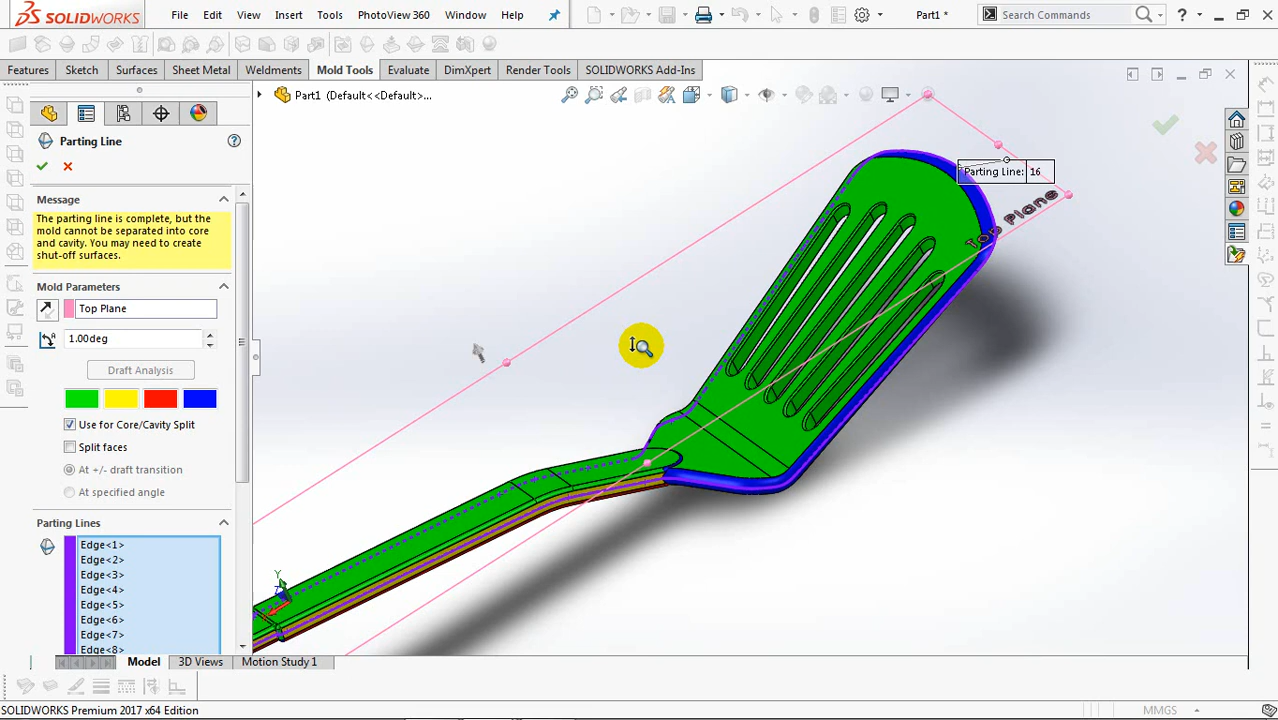 SOLIDWORKS
File Edit View Insert Tools PhotoView 360 Window Help
Part1 *
Search Commands
?
Features Sketch Surfaces Sheet Metal Weldments Mold Tools Evaluate DimXpert Render Tools SOLIDWORKS Add-Ins
Part1 (Default<<Default>...
Parting Line
?
Message
The parting line is complete, but the
mold cannot be separated into core
and cavity. You may need to create
shut-off surfaces.
Mold Parameters
Top Plane
1.00deg
Draft Analysis
Use for Core/Cavity Split
Split faces
At +/- draft transition
At specified angle
Parting Lines
Edge<1>
Edge<2>
Edge<3>
Edge<4>
Edge<5>
Edge<6>
Edge<7>
Edge<8>
Parting Line: 16
Top Plane
Y
Model 3D Views Motion Study 1
SOLIDWORKS Premium 2017 x64 Edition
MMGS